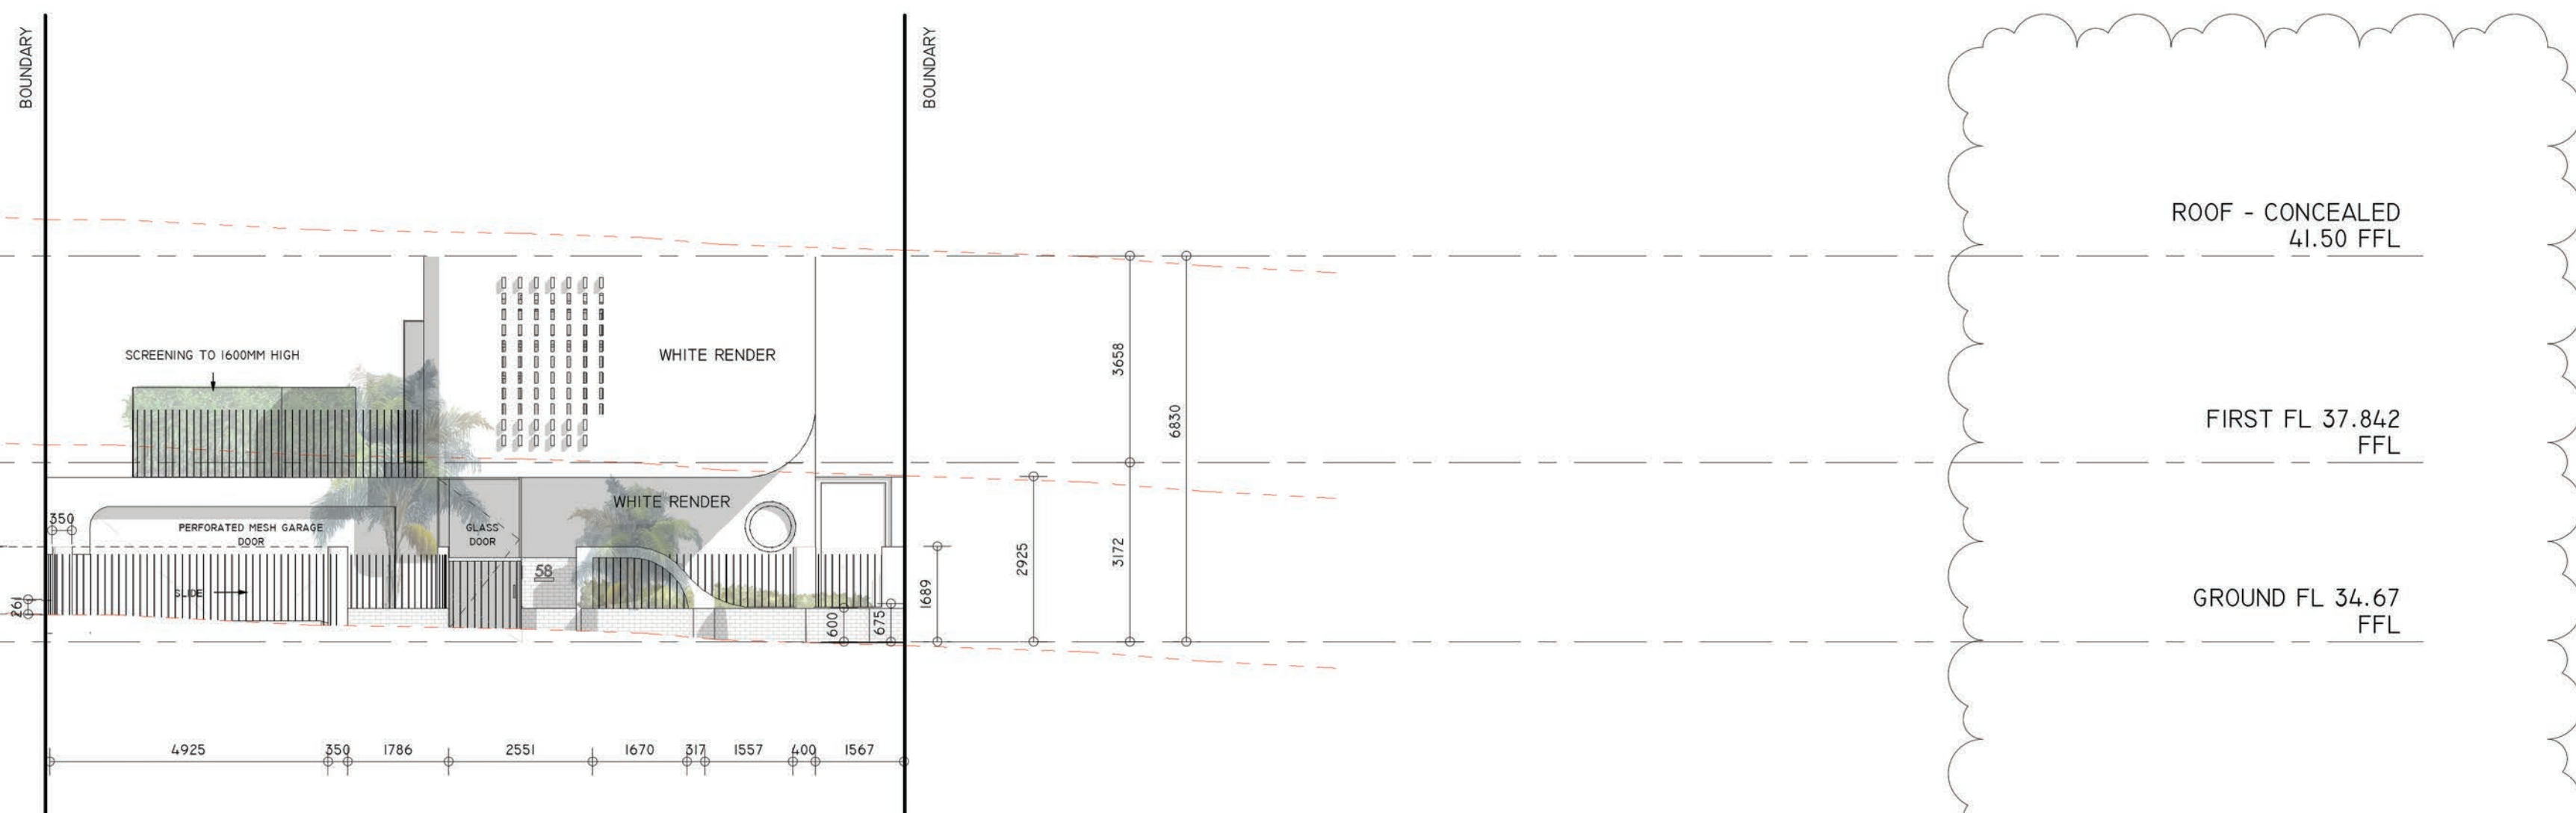 BOUNDARY
BOUNDARY
ROOF - CONCEALED
41.50 FFL
SCREENING TO 1600MM HIGH
WHITE RENDER
3658
6830
FIRST FL 37.842
FFL
WHITE RENDER
350
PERFORATED MESH GARAGE
DOOR
GLASS
DOOR
58
2925
3172
1689
SLIDE
261
600
675
GROUND FL 34.67
FFL
4925
350
1786
2551
1670
317
1557
400
1567